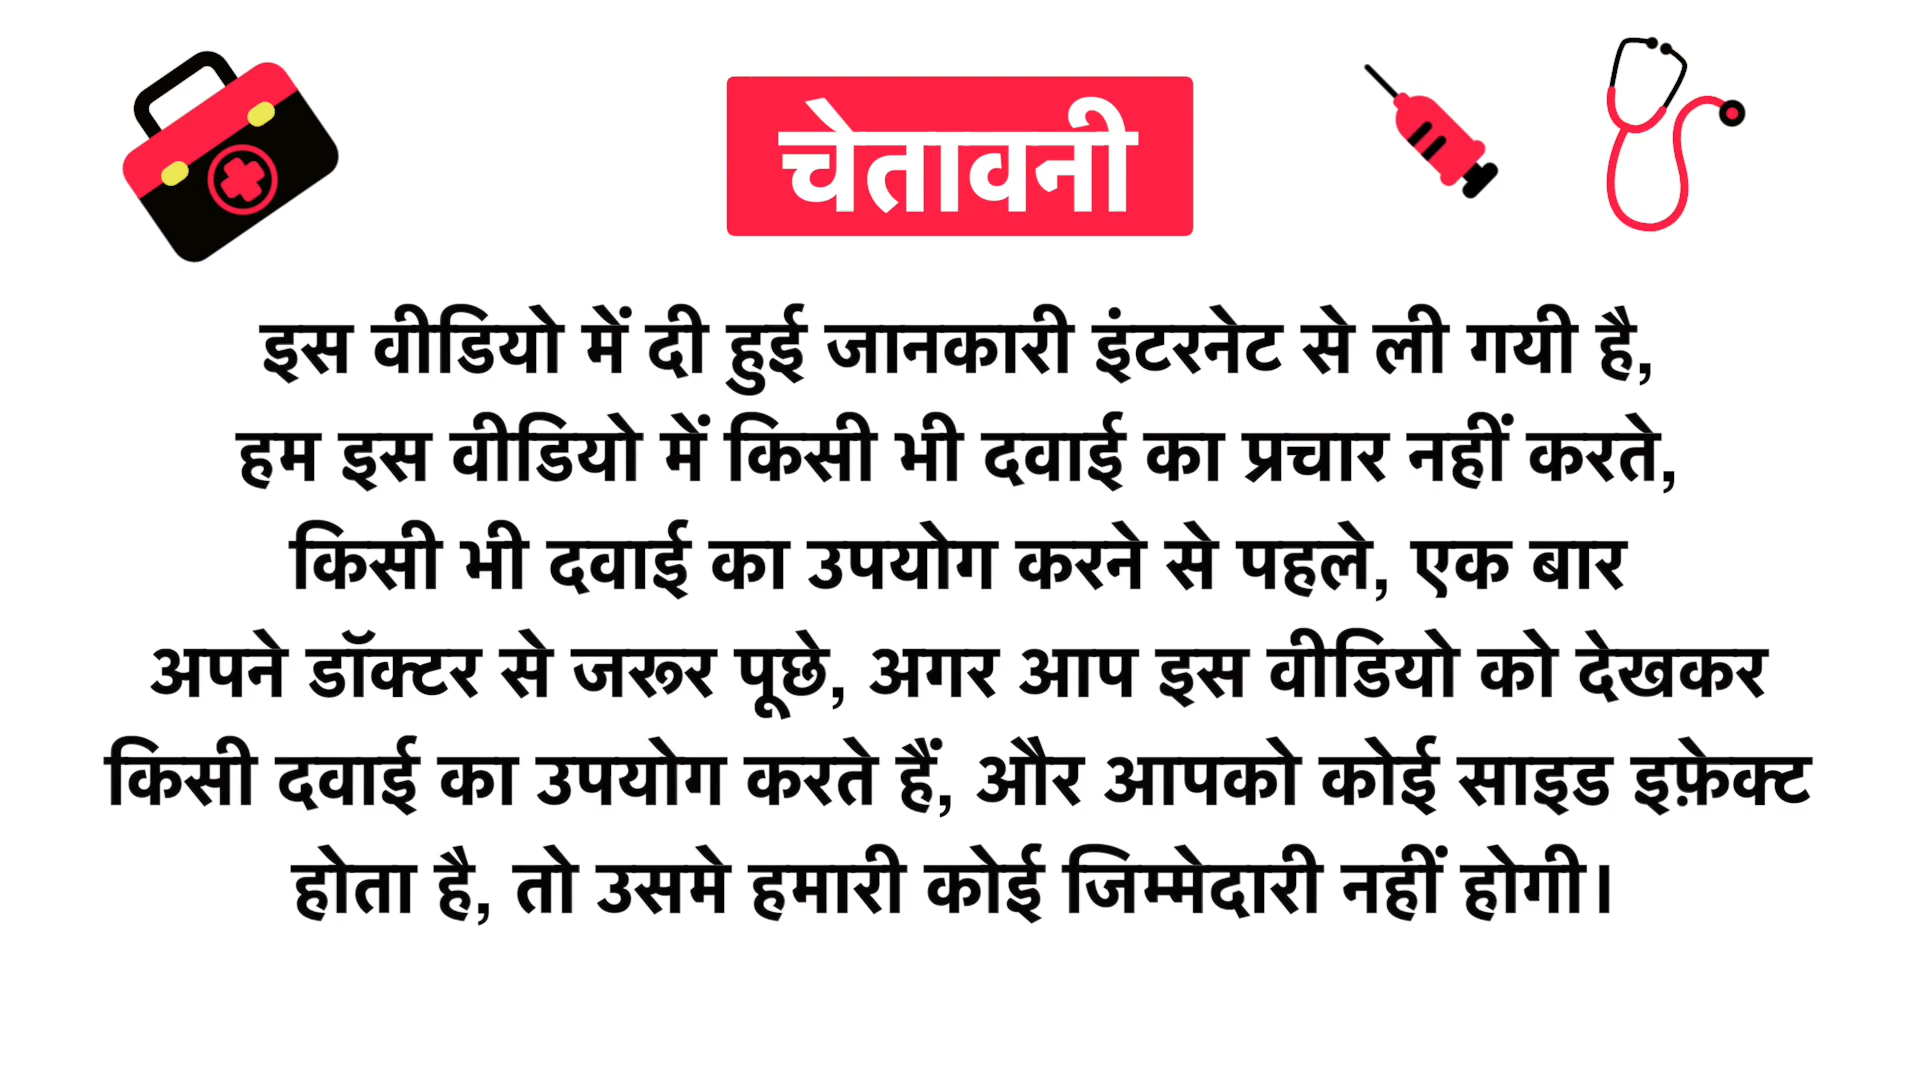 चेतावनी
इस वीडियो में दी हुई जानकारी इंटरनेट से ली गयी है,
हम इस वीडियो में किसी भी दवाई का प्रचार नहीं करते,
किसी भी दवाई का उपयोग करने से पहले, एक बार
अपने डॉक्टर से जरूर पूछे, अगर आप इस वीडियो को देखकर
किसी दवाई का उपयोग करते हैं, और आपको कोई साइड इफ़ेक्ट
होता है, तो उसमे हमारी कोई जिम्मेदारी नहीं होगी।